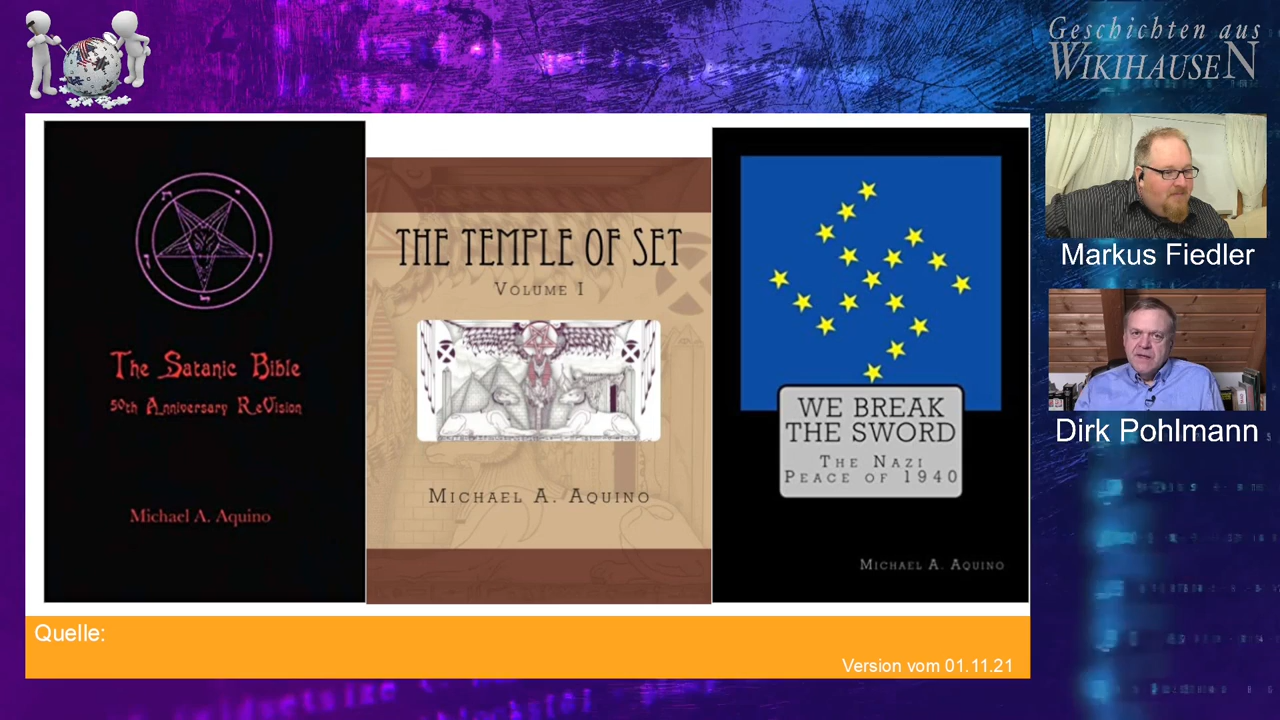 Geschichten aus
WIKIHAUSEN
The Satanic Bible
50th Anniversary ReVision
Michael A. Aquino
THE TEMPLE OF SET
VOLUME I
MICHAEL A. AQUINO
WE BREAK
THE SWORD
THE NAZI
PEACE OF 1940
MICHAEL A. AQUINO
Markus Fiedler
Dirk Pohlmann
Quelle:
Version vom 01.11.21